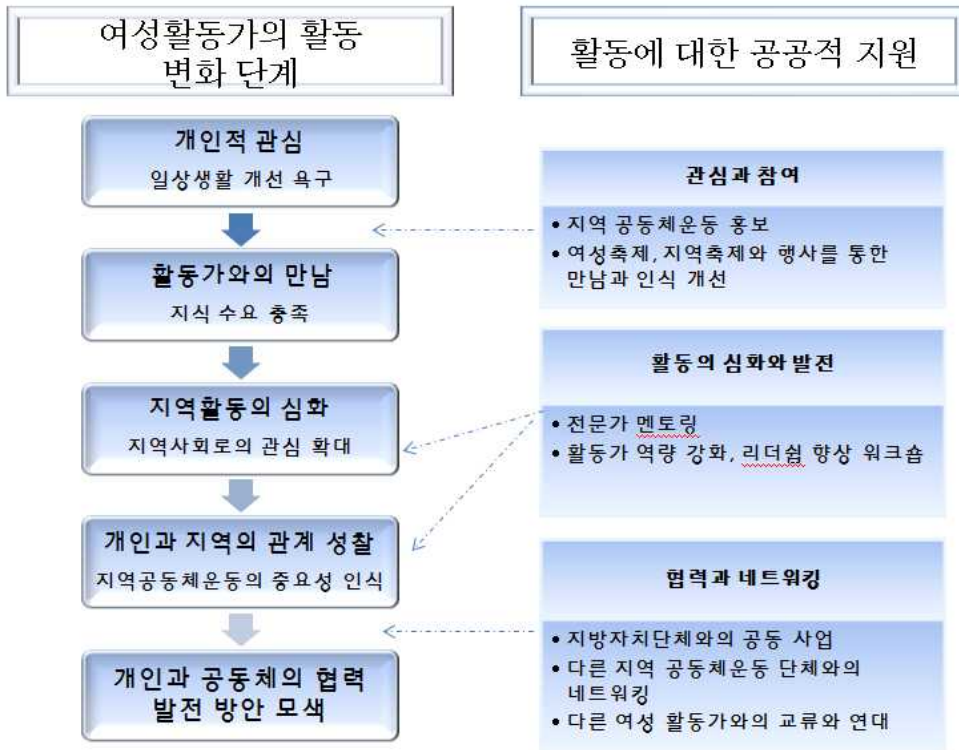 여성활동가의 활동
변화 단계
개인적 관심
일상생활 개선 욕구
활동가와의 만남
지식 수요 충족
지역활동의 심화
지역사회로의 관심 확대
개인과 지역의 관계 성찰
지역공동체운동의 중요성 인식
개인과 공동체의 협력
발전 방안 모색
활동에 대한 공공적 지원
관심과 참여
• 지역 공동체운동 홍보
• 여성축제, 지역축제와 행사를 통한
만남과 인식 개선
활동의 심화와 발전
• 전문가 멘토링
• 활동가 역량 강화, 리더쉽 향상 워크숍
협력과 네트워킹
• 지방자치단체와의 공동 사업
• 다른 지역 공동체운동 단체와의
네트워킹
• 다른 여성 활동가와의 교류와 연대